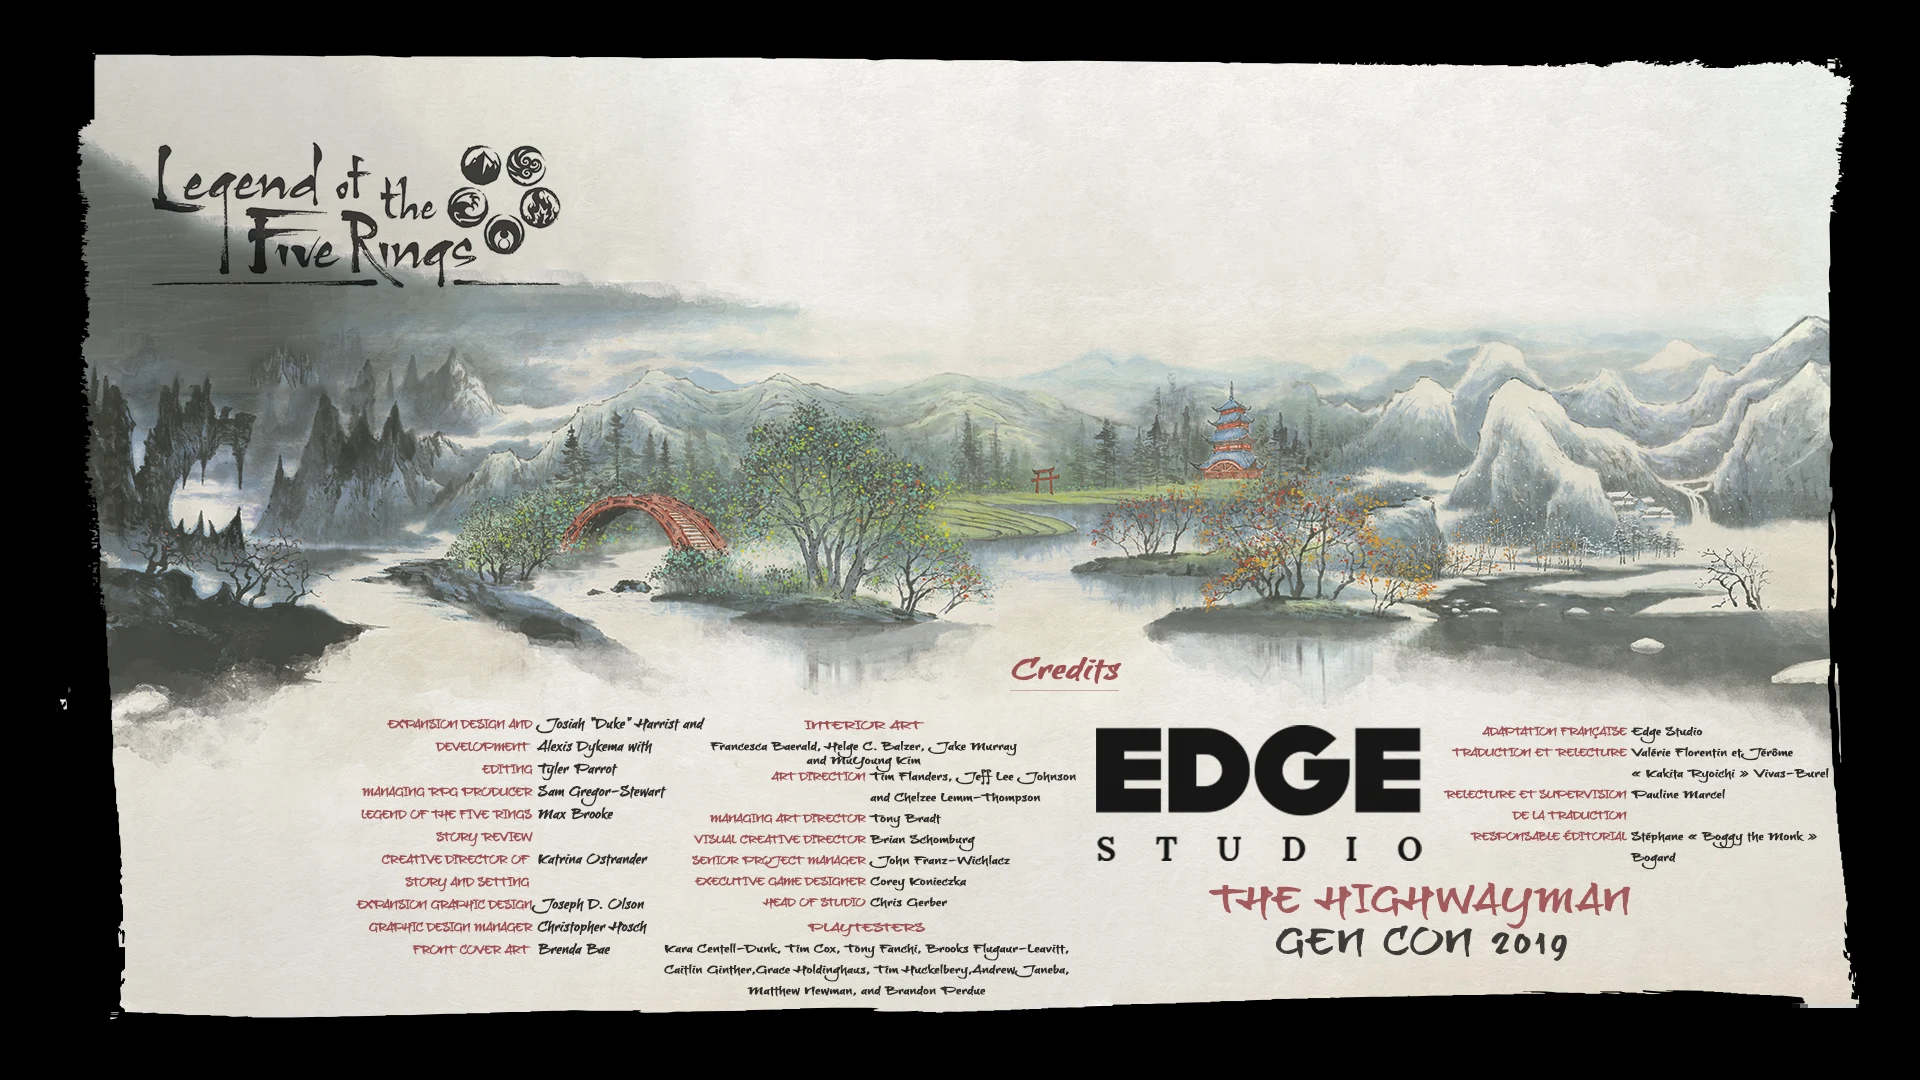 Legend of the
Five Rings
Credits
EXPANSION DESIGN AND Josiah "Duke" Harrist and
DEVELOPMENT Alexis Dykema with
EDITING Tyler Parrot
MANAGING RPG PRODUCER Sam Gregor-Stewart
LEGEND OF THE FIVE RINGS Max Brooke
STORY REVIEW
CREATIVE DIRECTOR OF Katrina Ostrander
STORY AND SETTING
EXPANSION GRAPHIC DESIGN Joseph D. Olson
GRAPHIC DESIGN MANAGER Christopher Hosch
FRONT COVER ART Brenda Bae
INTERIOR ART
Francesca Baerald, Helge C. Balzer, Jake Murray
and MuYoung Kim
ART DIRECTION Tim Flanders, Jeff Lee Johnson
and Chelzee Lemm-Thompson
MANAGING ART DIRECTOR Tony Bradt
VISUAL CREATIVE DIRECTOR Brian Schomburg
SENIOR PROJECT MANAGER John Franz-Wichlacz
EXECUTIVE GAME DESIGNER Corey Konieczka
HEAD OF STUDIO Chris Gerber
PLAYTESTERS
Kara Centell-Dunk, Tim Cox, Tony Fanchi, Brooks Flugaur-Leavitt,
Caitlin Ginther,Grace Holdinghaus, Tim Huckelbery,Andrew Janeba,
Matthew Newman, and Brandon Perdue
EDGE
STUDIO
ADAPTATION FRANÇAISE Edge Studio
TRADUCTION ET RELECTURE Valérie Florentin et Jérôme
« Kakita Ryoichi » Vivas-Burel
RELECTURE ET SUPERVISION Pauline Marcel
DE LA TRADUCTION
RESPONSABLE ÉDITORIAL Stéphane « Boggy the Monk »
Bogard
THE HIGHWAYMAN
GEN CON 2019